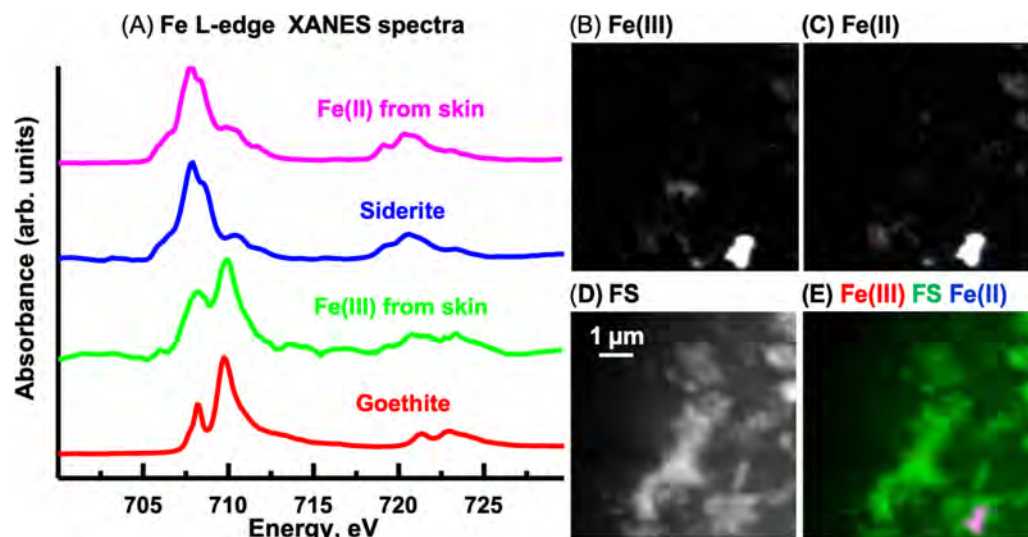 (A) Fe L-edge XANES spectra
Absorbance (arb. units)
Fe(II) from skin
Siderite
Fe(III) from skin
Goethite
705 710 715 720 725
Energy, eV
(B) Fe(III)
(C) Fe(II)
(D) FS
1 µm
(E) Fe(III) FS Fe(II)